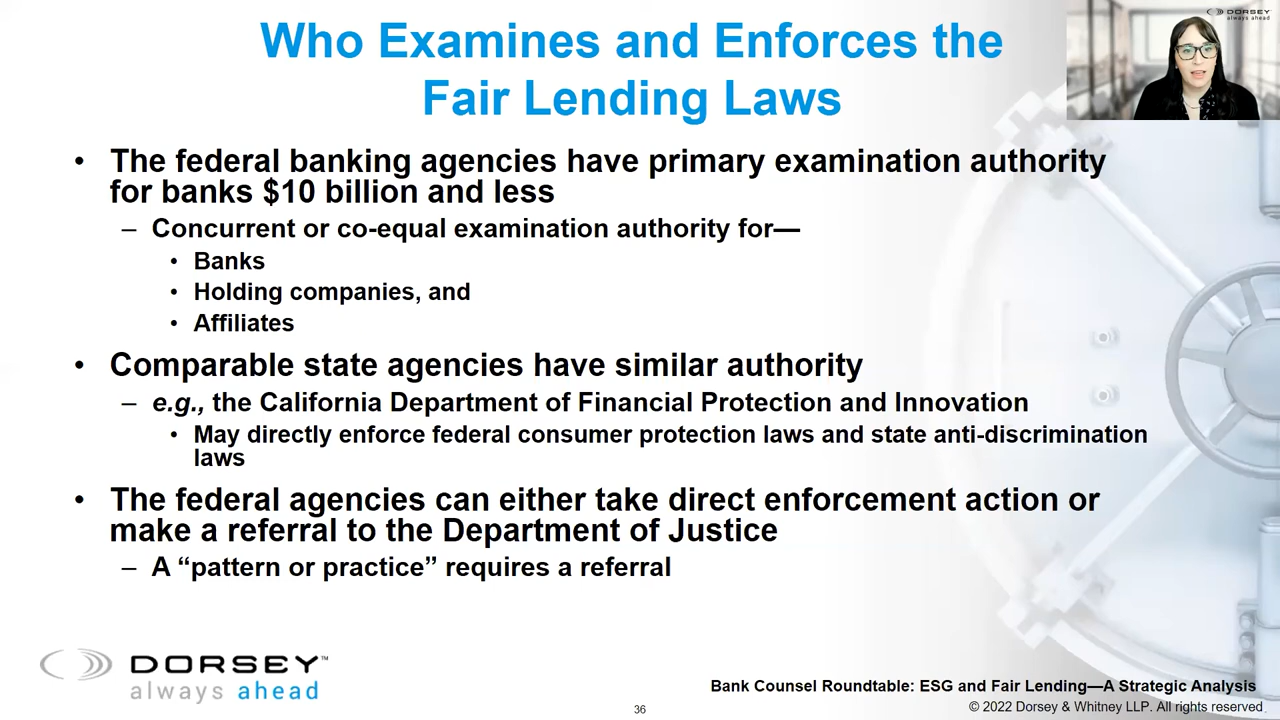 DORSEY
always ahead
Who Examines and Enforces the
Fair Lending Laws
• The federal banking agencies have primary examination authority
for banks $10 billion and less
– Concurrent or co-equal examination authority for—
• Banks
• Holding companies, and
• Affiliates
• Comparable state agencies have similar authority
– e.g., the California Department of Financial Protection and Innovation
• May directly enforce federal consumer protection laws and state anti-discrimination
laws
• The federal agencies can either take direct enforcement action or
make a referral to the Department of Justice
– A “pattern or practice” requires a referral
DORSEY™
always ahead
Bank Counsel Roundtable: ESG and Fair Lending—A Strategic Analysis
36
© 2022 Dorsey & Whitney LLP. All rights reserved.